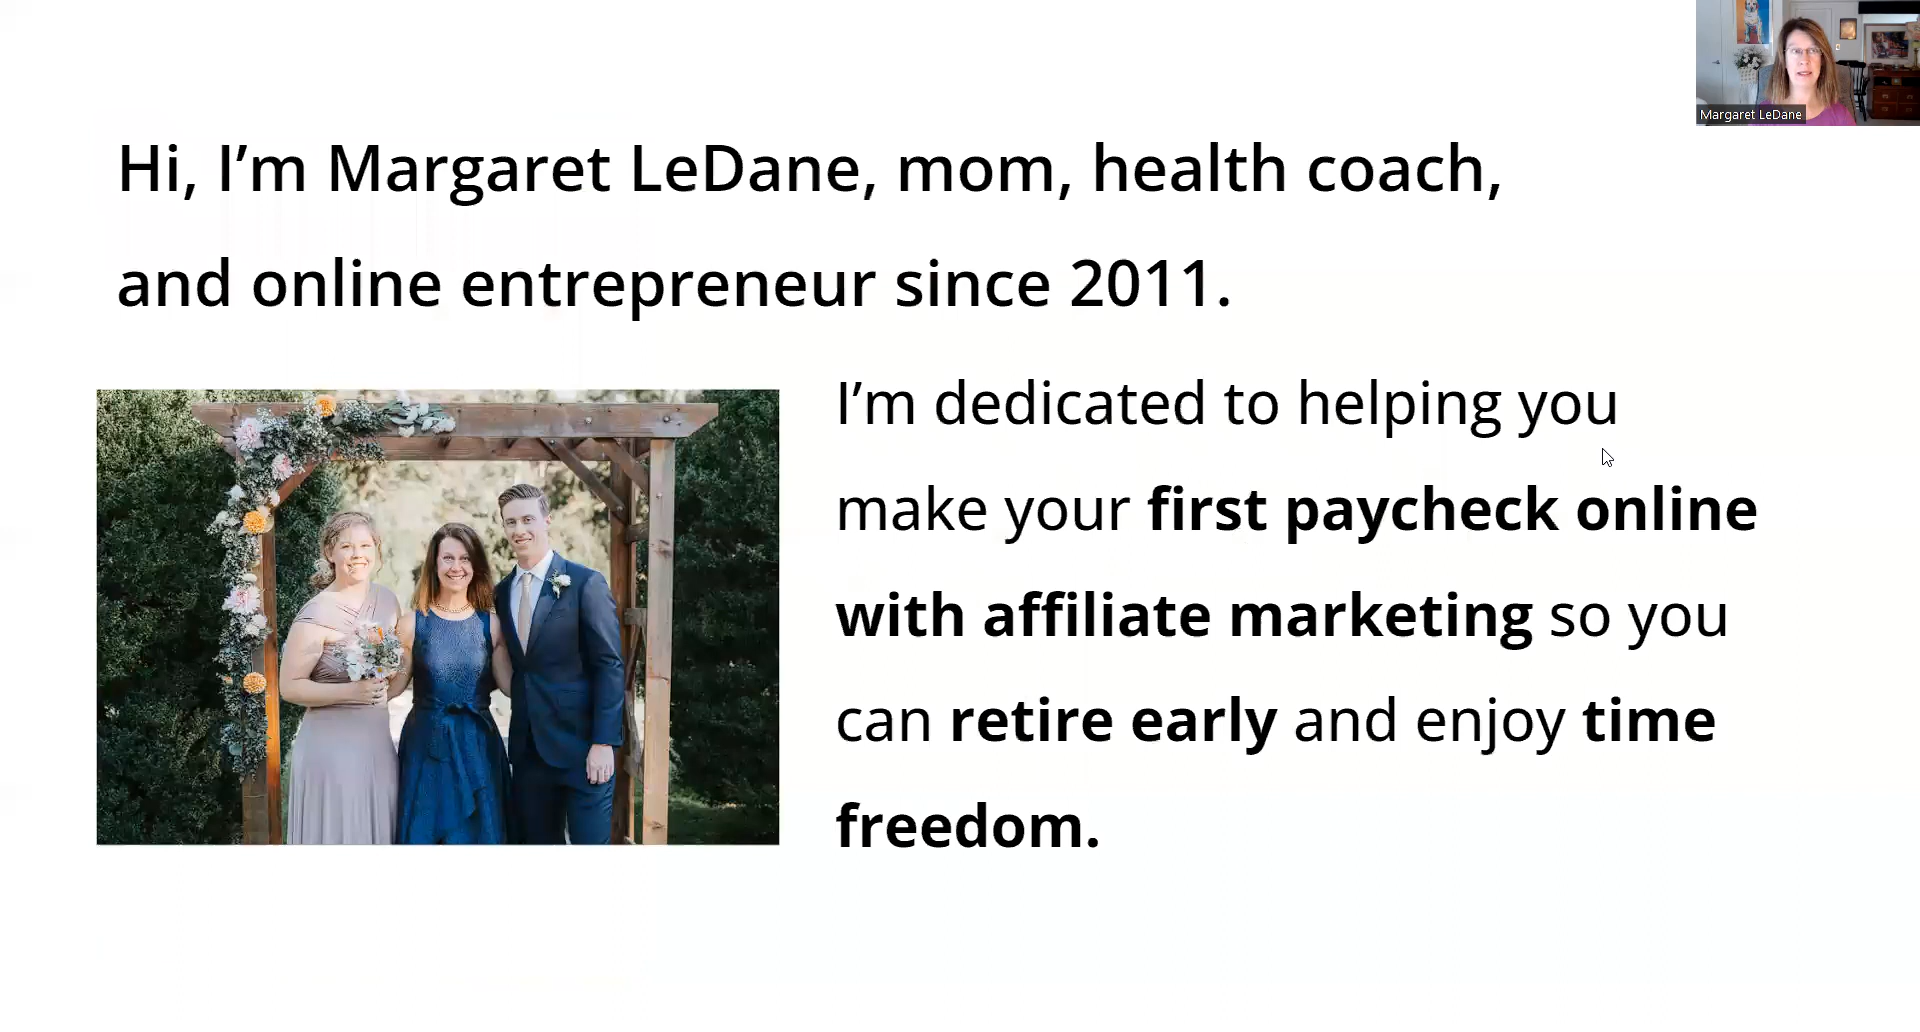 Margaret LeDane
Hi, I’m Margaret LeDane, mom, health coach,
and online entrepreneur since 2011.
I’m dedicated to helping you
make your first paycheck online
with affiliate marketing so you
can retire early and enjoy time
freedom.